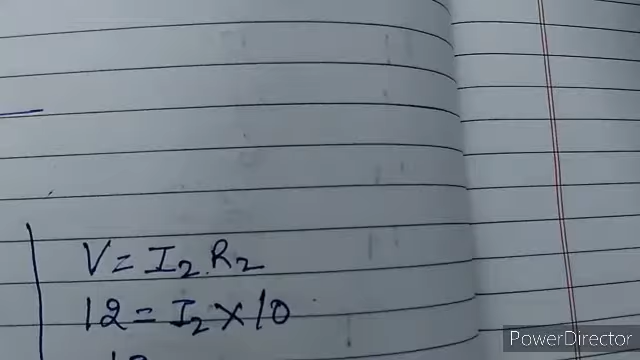 V = I₂.R₂
12 = I₂ × 10
PowerDirector